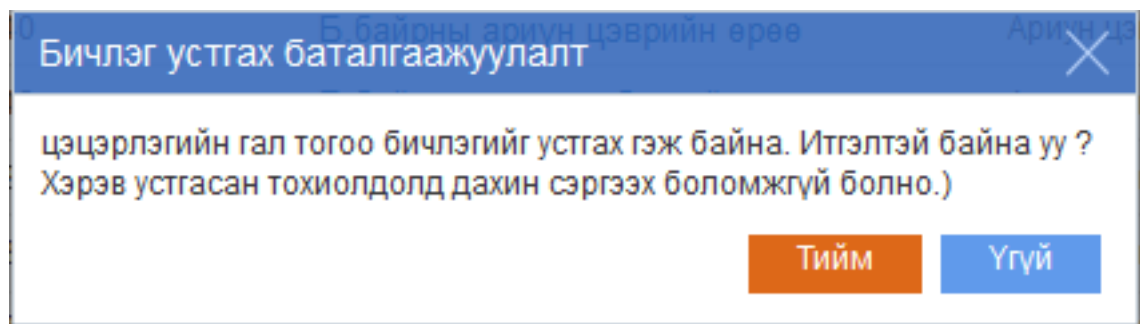 Б.байрны ариун цэврийн өрөө
Бичлэг устгах баталгаажуулалт
цэцэрлэгийн гал тогоо бичлэгийг устгах гэж байна. Итгэлтэй байна уу ?
Хэрэв устгасан тохиолдолд дахин сэргээх боломжгүй болно.)
Тийм Үгүй